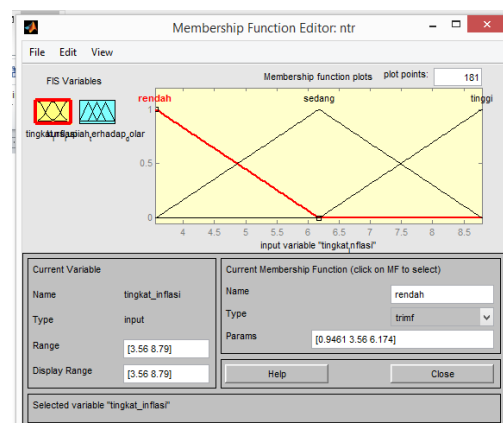 Membership Function Editor: ntr
File Edit View
FIS Variables
Membership function plots plot points: 181
rendah sedang tinggi
1
0.5
0
4 4.5 5 5.5 6 6.5 7 7.5 8 8.5
input variable "tingkat_inflasi"
Current Variable
Name tingkat_inflasi
Type input
Range [3.56 8.79]
Display Range [3.56 8.79]
Current Membership Function (click on MF to select)
Name rendah
Type trimf
Params [0.9461 3.56 6.174]
Help Close
Selected variable "tingkat_inflasi"